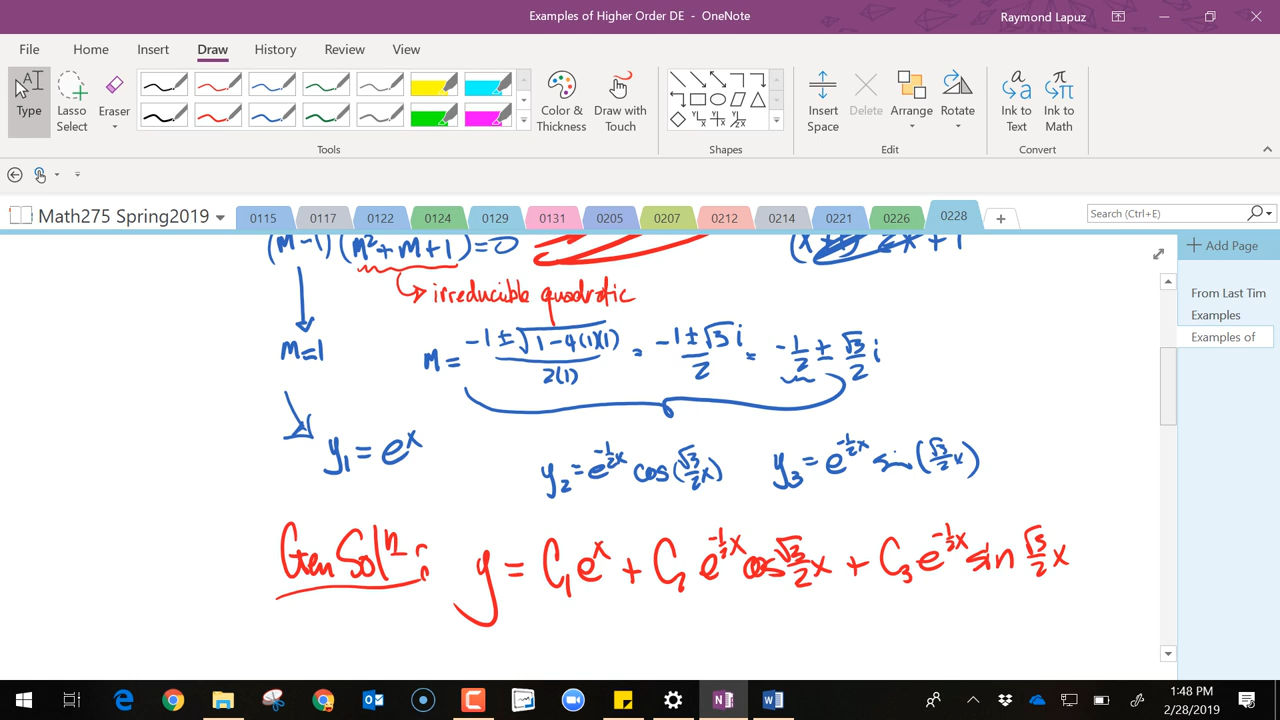 Examples of Higher Order DE - OneNote
Raymond Lapuz
File Home Insert Draw History Review View
Type
Lasso Select
Eraser
Color & Thickness
Draw with Touch
Insert Space
Delete
Arrange
Rotate
Ink to Text
Ink to Math
Tools
Shapes
Edit
Convert
Math275 Spring2019
0115 0117 0122 0124 0129 0131 0205 0207 0212 0214 0221 0226 0228
Search (Ctrl+E)
Add Page
From Last Tim
Examples
Examples of
(m-1)(m²+m+1)=0
irreducible quadratic
m=1
m = (-1 ± √(1-4(1)(1)))/2(1) = (-1 ± √3 i)/2 = -1/2 ± √3/2 i
y₁ = e^x
y₂ = e^(-1/2 x) cos(√3/2 x) y₃ = e^(-1/2 x) sin(√3/2 x)
Gen Solⁿ: y = C₁e^x + C₂ e^(-1/2 x) cos √3/2 x + C₃ e^(-1/2 x) sin √3/2 x
1:48 PM
2/28/2019